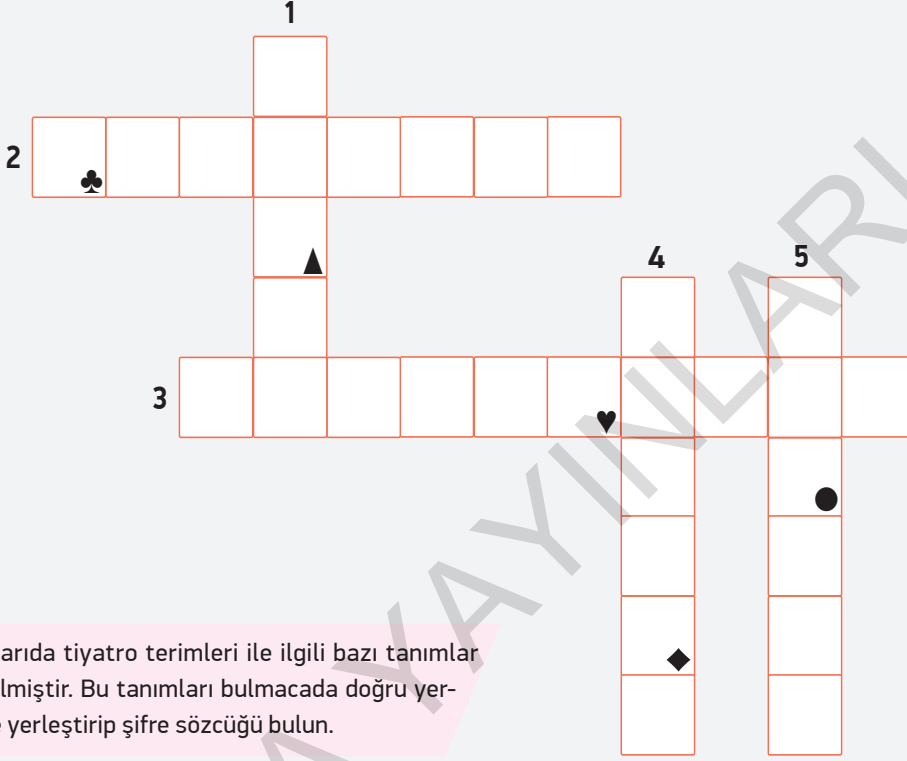 1
2
♣
▲
4
5
3
♥
●
◆
arıda tiyatro terimleri ile ilgili bazı tanımlar
lmiştir. Bu tanımları bulmacada doğru yer-
e yerleştirip şifre sözcüğü bulun.
YAYINLARI